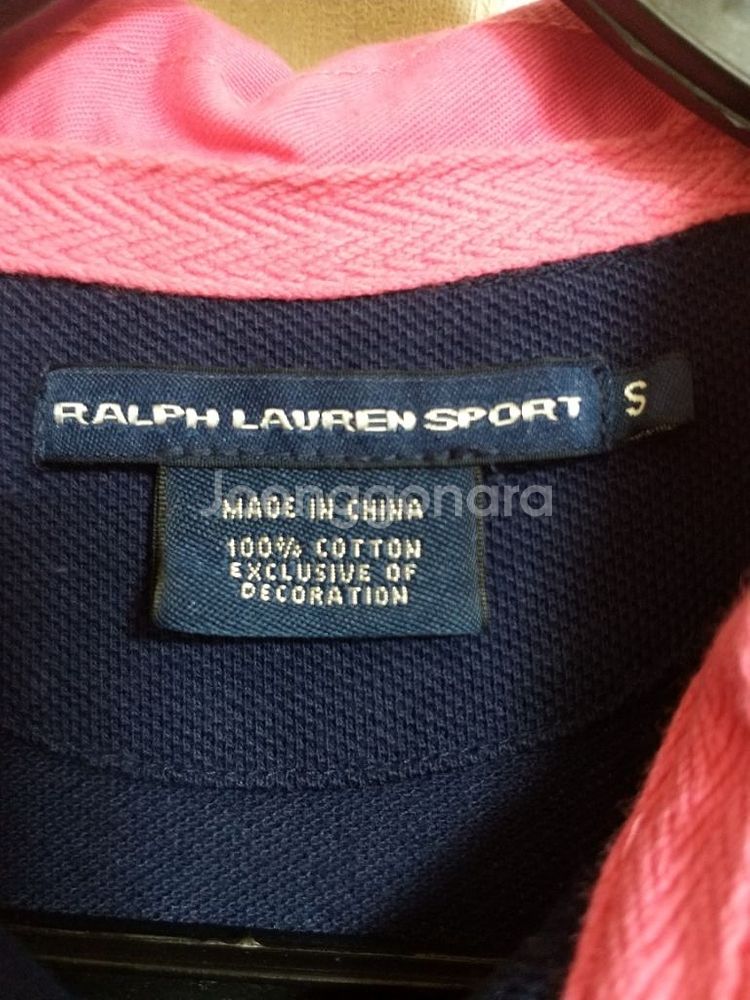 RALPH LAUREN SPORT S
Joonggonara
MADE IN CHINA
100% COTTON
EXCLUSIVE OF
DECORATION